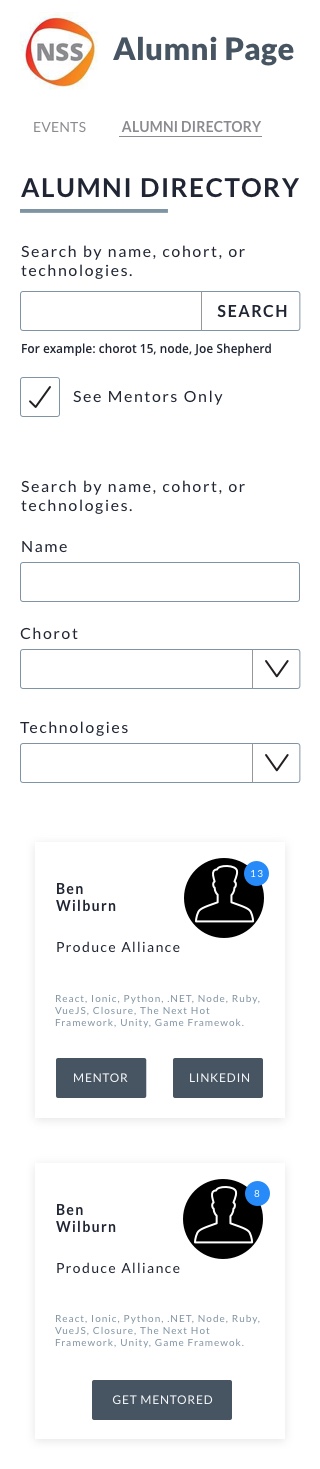 NSS
Alumni Page
EVENTS
ALUMNI DIRECTORY
ALUMNI DIRECTORY
Search by name, cohort, or
technologies.
SEARCH
For example: chorot 15, node, Joe Shepherd
See Mentors Only
Search by name, cohort, or
technologies.
Name
Chorot
Technologies
13
Ben
Wilburn
Produce Alliance
React, Ionic, Python, .NET, Node, Ruby,
VueJS, Closure, The Next Hot
Framework, Unity, Game Framewok.
MENTOR
LINKEDIN
8
Ben
Wilburn
Produce Alliance
React, Ionic, Python, .NET, Node, Ruby,
VueJS, Closure, The Next Hot
Framework, Unity, Game Framewok.
GET MENTORED